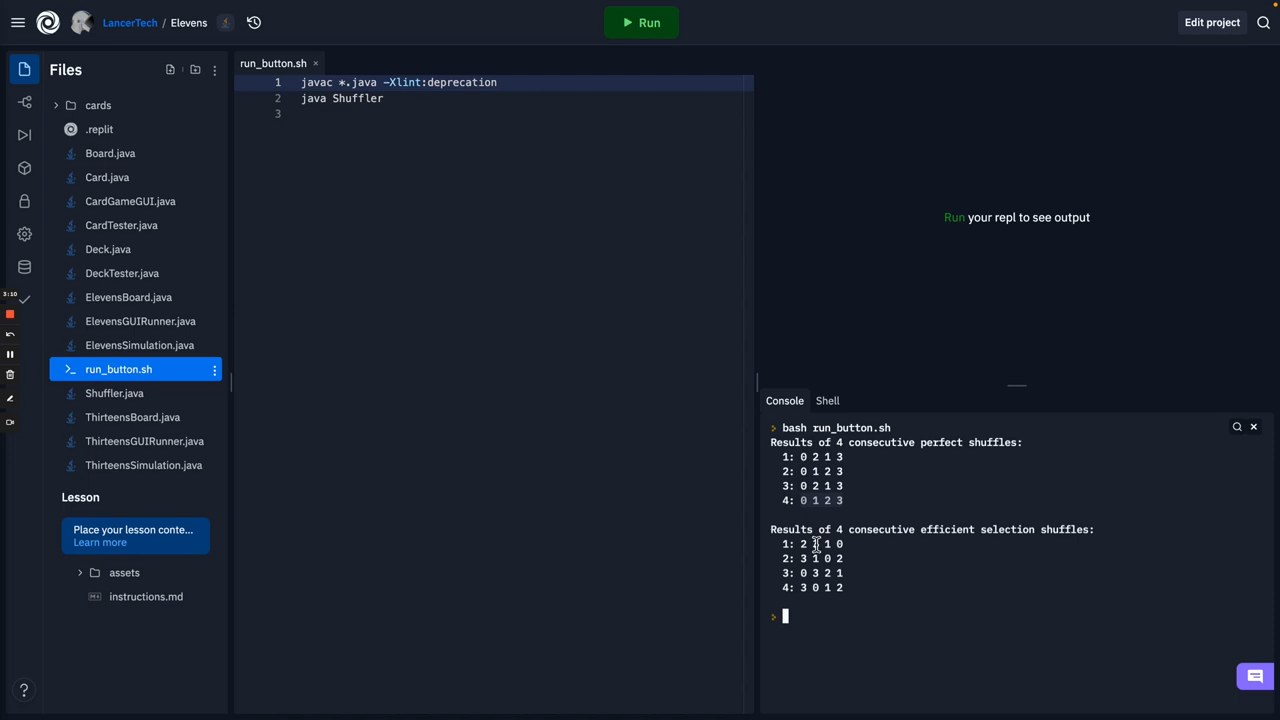 LancerTech / Elevens
Run
Edit project
Files
cards
.replit
Board.java
Card.java
CardGameGUI.java
CardTester.java
Deck.java
DeckTester.java
ElevensBoard.java
ElevensGUIRunner.java
ElevensSimulation.java
run_button.sh
Shuffler.java
ThirteensBoard.java
ThirteensGUIRunner.java
ThirteensSimulation.java
Lesson
Place your lesson conte...
Learn more
assets
instructions.md
3:10
run_button.sh
1 javac *.java -Xlint:deprecation
2 java Shuffler
3
Run your repl to see output
Console Shell
> bash run_button.sh
Results of 4 consecutive perfect shuffles:
1: 0 2 1 3
2: 0 1 2 3
3: 0 2 1 3
4: 0 1 2 3
Results of 4 consecutive efficient selection shuffles:
1: 2 1 0
2: 3 1 0 2
3: 0 3 2 1
4: 3 0 1 2
>